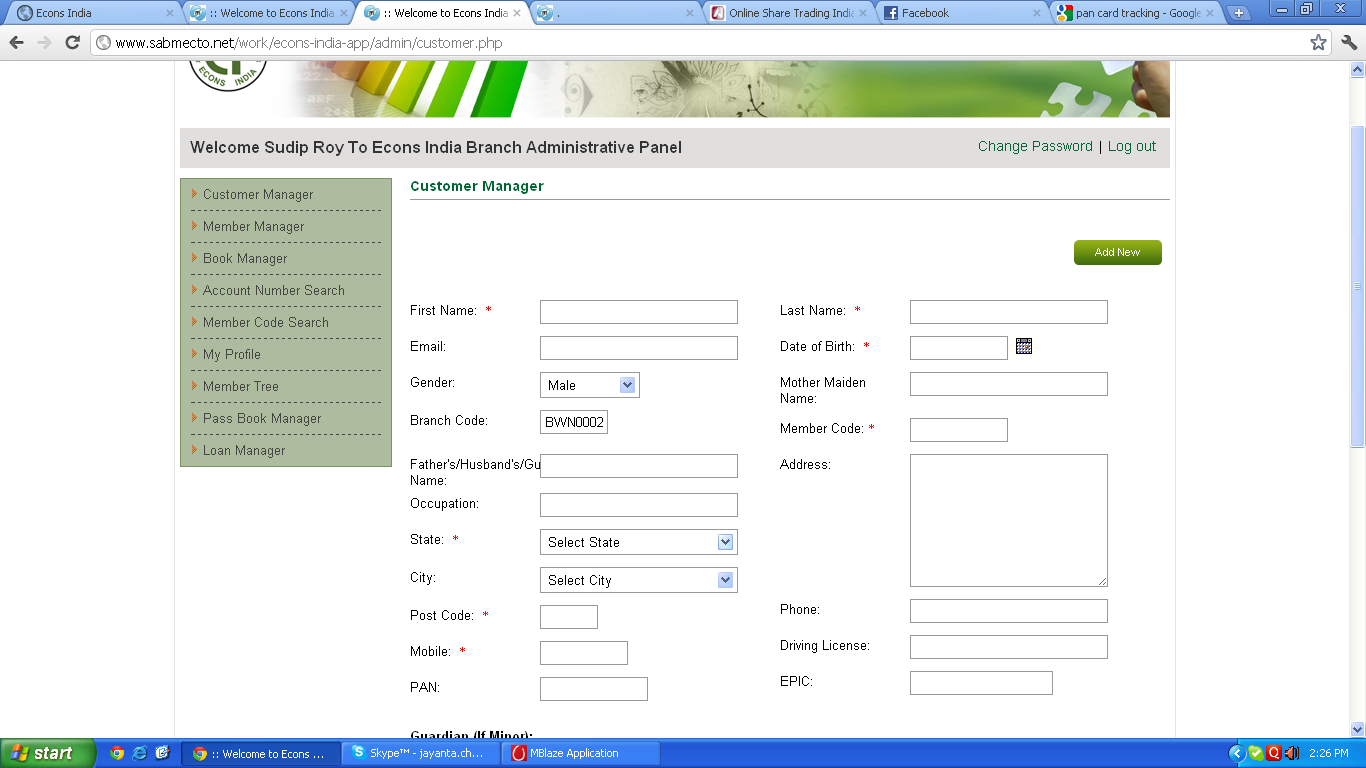 Econs India
:: Welcome to Econs India
:: Welcome to Econs India
.
Online Share Trading Indi
Facebook
pan card tracking - Google
www.sabmecto.net/work/econs-india-app/admin/customer.php
ECONS INDIA
Welcome Sudip Roy To Econs India Branch Administrative Panel
Change Password | Log out
Customer Manager
Member Manager
Book Manager
Account Number Search
Member Code Search
My Profile
Member Tree
Pass Book Manager
Loan Manager
Customer Manager
Add New
First Name: *
Last Name: *
Email:
Date of Birth: *
Gender: Male
Mother Maiden
Name:
Branch Code: BWN0002
Member Code: *
Father's/Husband's/Gu
Name:
Address:
Occupation:
State: * Select State
City: Select City
Post Code: *
Phone:
Mobile: *
Driving License:
PAN:
EPIC:
Guardian (If Minor):
start
:: Welcome to Econs ...
Skype™ - jayanta.ch...
MBlaze Application
2:26 PM